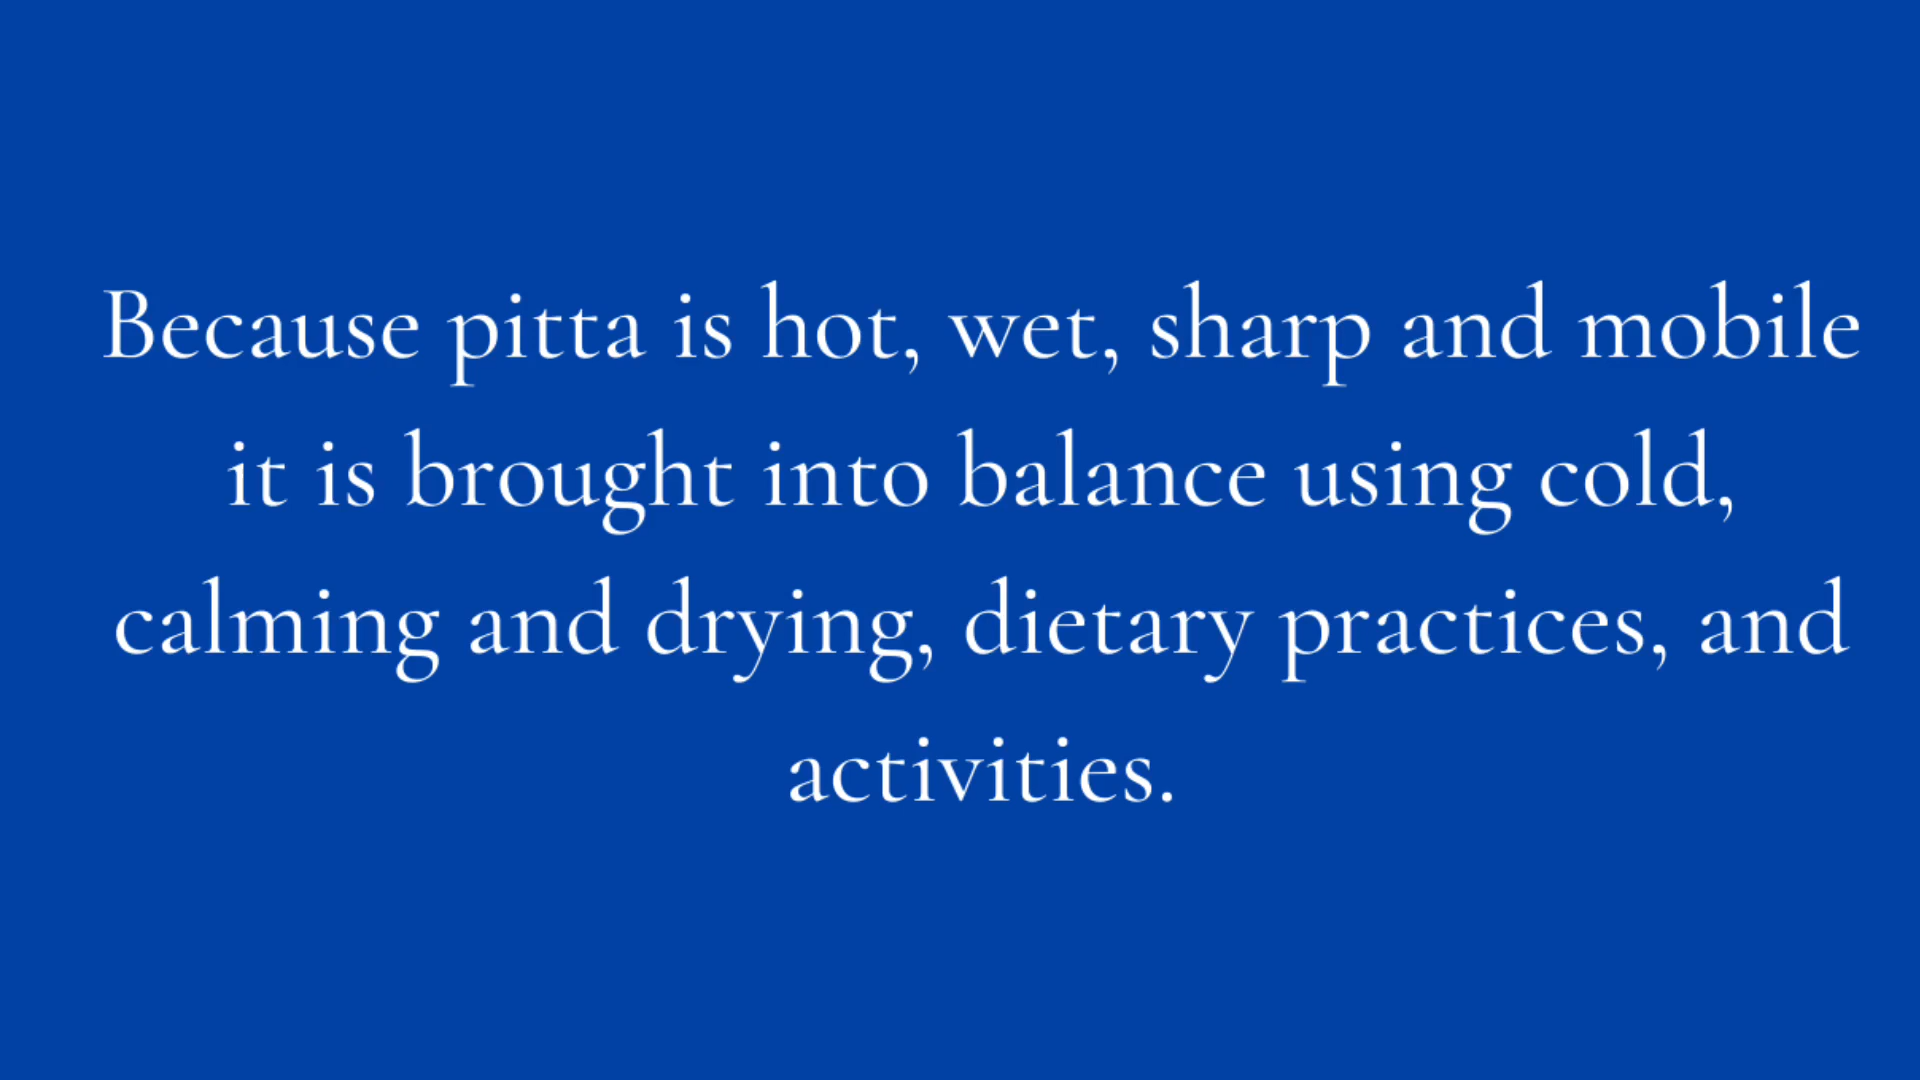 Because pitta is hot, wet, sharp and mobile
it is brought into balance using cold,
calming and drying, dietary practices, and
activities.